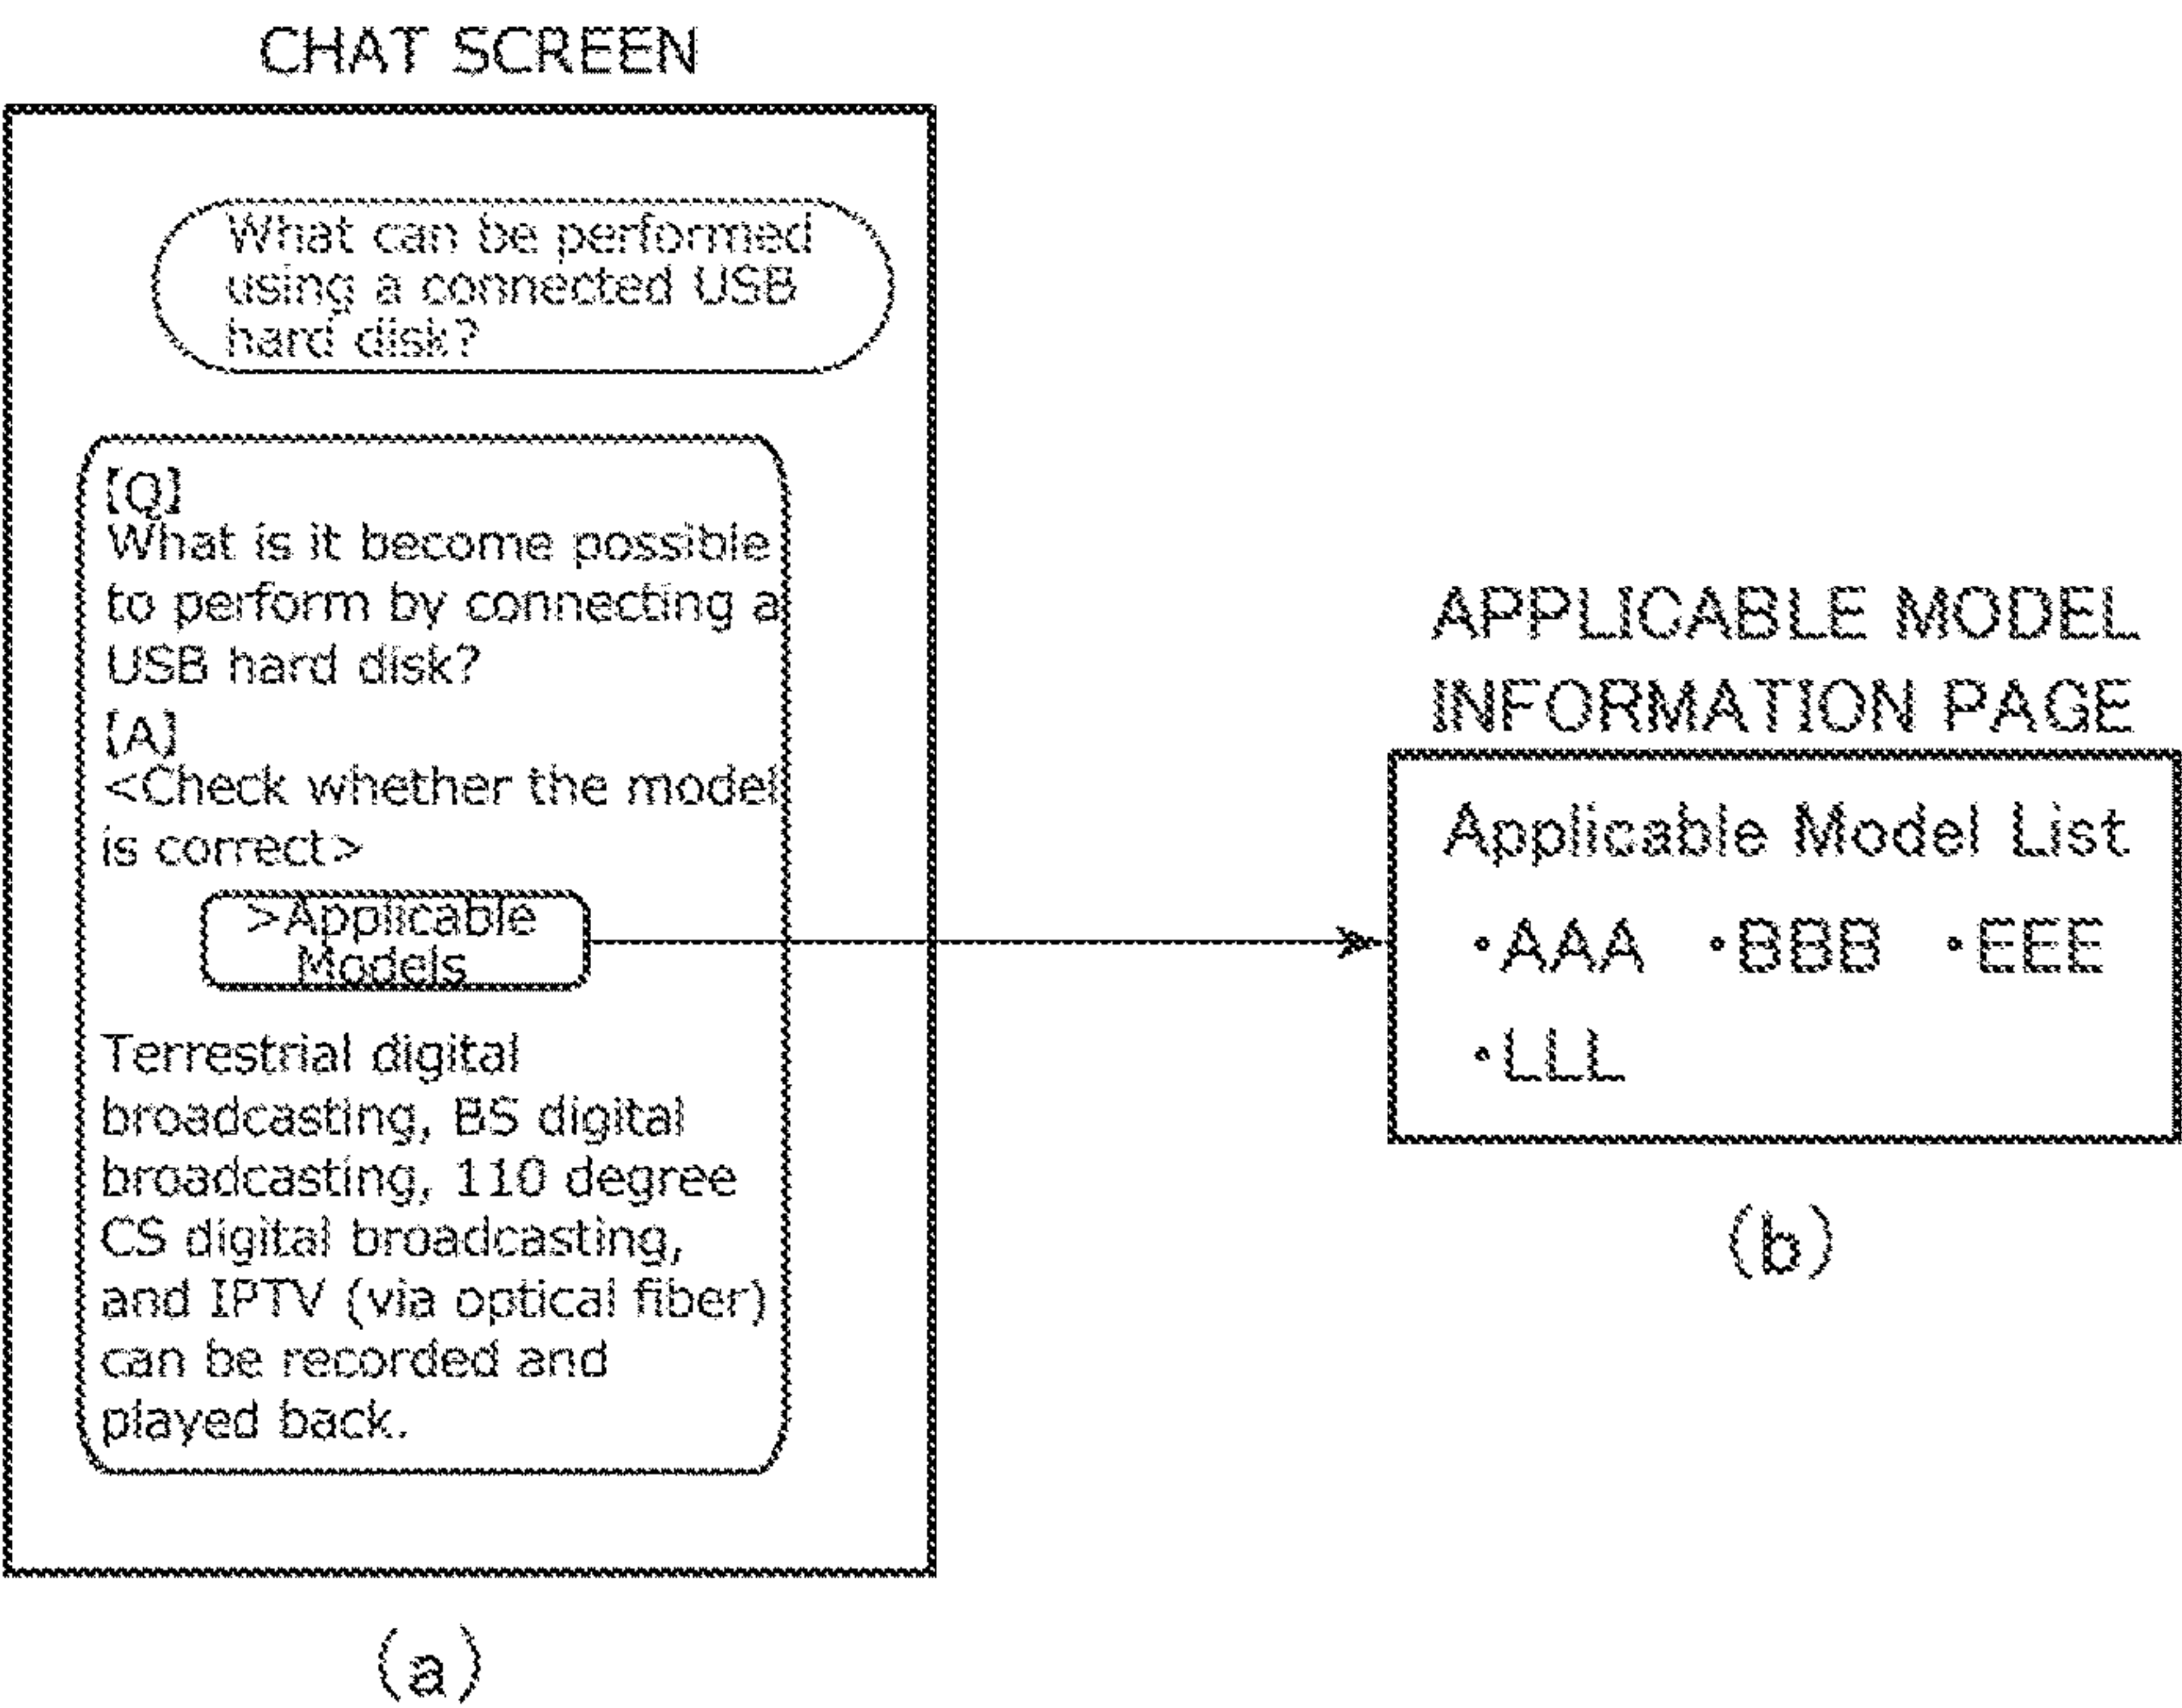 CHAT SCREEN
What can be performed
using a connected USB
hard disk?
[Q]
What is it become possible
to perform by connecting a
USB hard disk?
[A]
<Check whether the model
is correct>
>Applicable
Models
Terrestrial digital
broadcasting, BS digital
broadcasting, 110 degree
CS digital broadcasting,
and IPTV (via optical fiber)
can be recorded and
played back.
(a)
APPLICABLE MODEL
INFORMATION PAGE
Applicable Model List
・AAA ・BBB ・EEE
・LLL
(b)